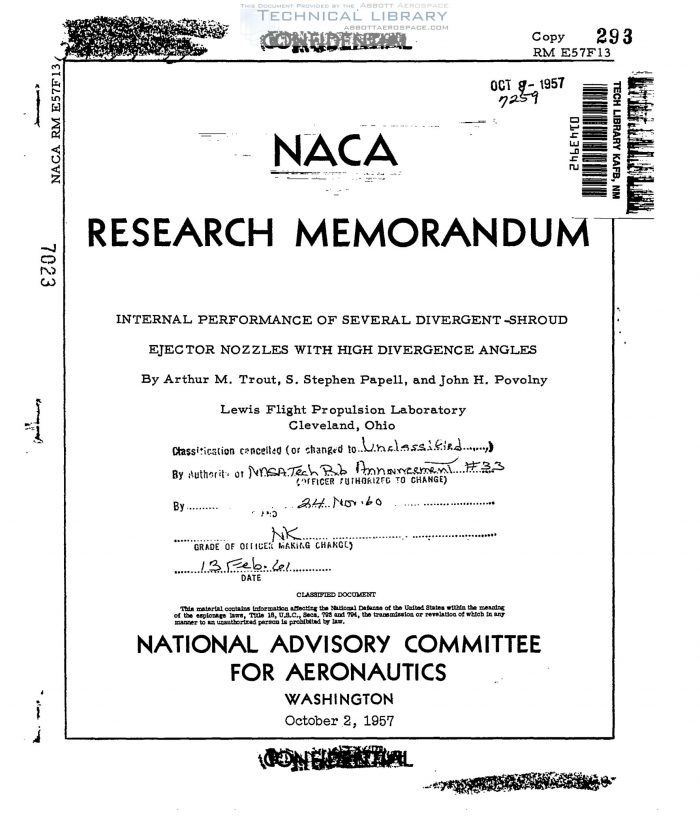 THIS DOCUMENT PROVIDED BY THE ABBOTT AEROSPACE
TECHNICAL LIBRARY
ABBOTTAEROSPACE.COM
CONFIDENTIAL
Copy 293
RM E57F13
OCT 8 - 1957
7259
TECH LIBRARY KAFB, NM
0143942
NACA RM E57F13
7023
NACA
RESEARCH MEMORANDUM
INTERNAL PERFORMANCE OF SEVERAL DIVERGENT-SHROUD
EJECTOR NOZZLES WITH HIGH DIVERGENCE ANGLES
By Arthur M. Trout, S. Stephen Papell, and John H. Povolny
Lewis Flight Propulsion Laboratory
Cleveland, Ohio
Classification cancelled (or changed to Unclassified)
By Authority of NASA Tech Pub Announcement #33
(OFFICER AUTHORIZED TO CHANGE)
By 24 Nov. 60
NK
GRADE OF OFFICER MAKING CHANGE)
13 Feb. 61
DATE
CLASSIFIED DOCUMENT
This material contains information affecting the National Defense of the United States within the meaning
of the espionage laws, Title 18, U.S.C., Secs. 793 and 794, the transmission or revelation of which in any
manner to an unauthorized person is prohibited by law.
NATIONAL ADVISORY COMMITTEE
FOR AERONAUTICS
WASHINGTON
October 2, 1957
CONFIDENTIAL